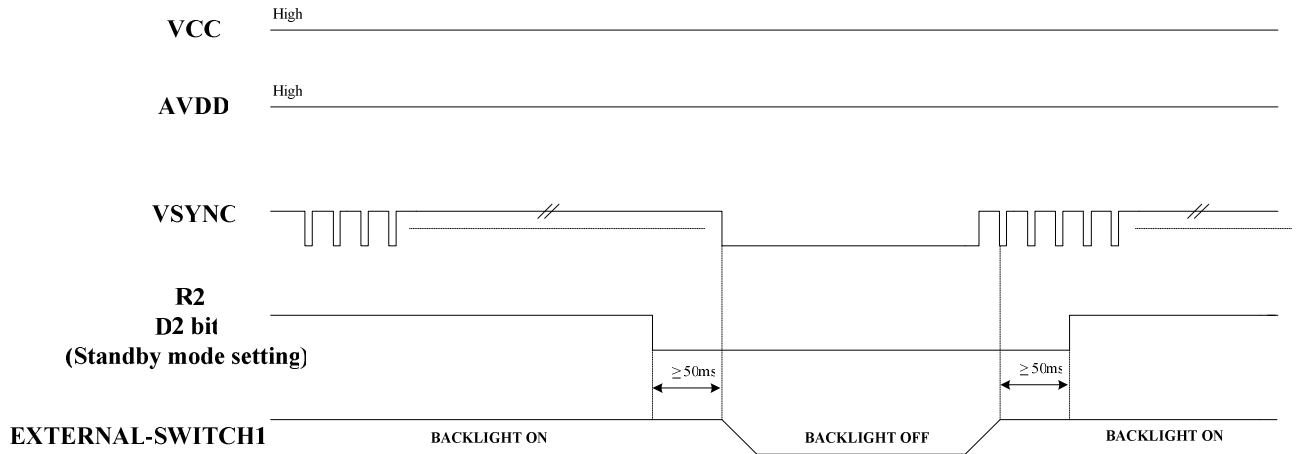 High
VCC
High
AVDD
VSYNC
R2
D2 bit
(Standby mode setting)
≥50ms
≥50ms
EXTERNAL-SWITCH1
BACKLIGHT ON
BACKLIGHT OFF
BACKLIGHT ON